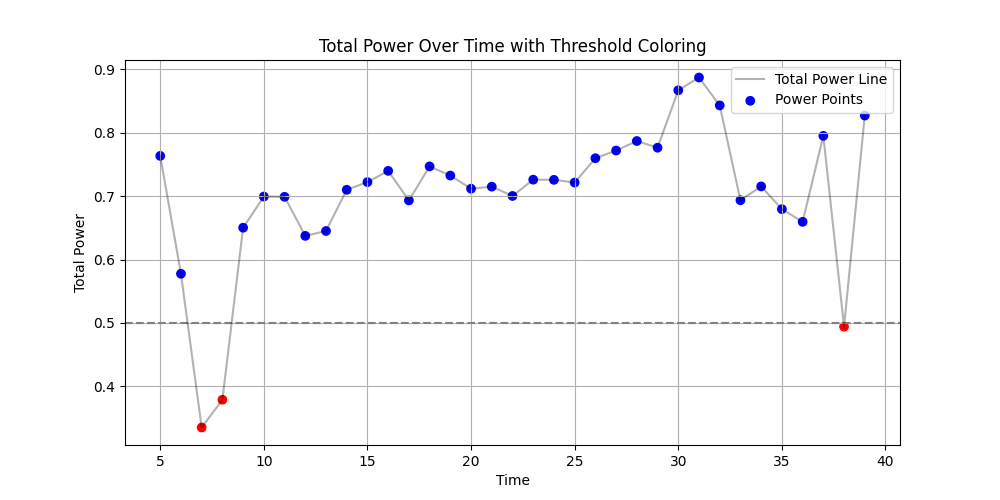 Total Power Over Time with Threshold Coloring
Total Power Line
Power Points
Total Power
0.9
0.8
0.7
0.6
0.5
0.4
5 10 15 20 25 30 35 40
Time